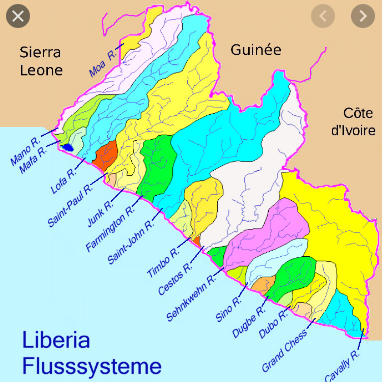 Sierra
Leone
Guinée
Côte
d'Ivoire
Moa R.
Mano R.
Mafa R.
Lofa R.
Saint-Paul R.
Junk R.
Farmington R.
Saint-John R.
Timbo R.
Cestos R.
Sehnkwehn R.
Sino R.
Dugbe R.
Dubo R.
Grand Chess
Cavally R.
Liberia
Flusssysteme